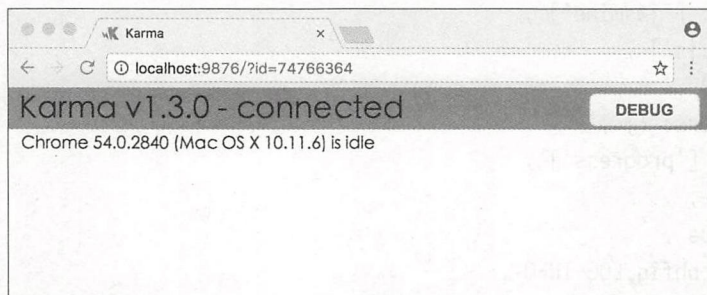 Karma
localhost:9876/?id=74766364
Karma v1.3.0 - connected
DEBUG
Chrome 54.0.2840 (Mac OS X 10.11.6) is idle